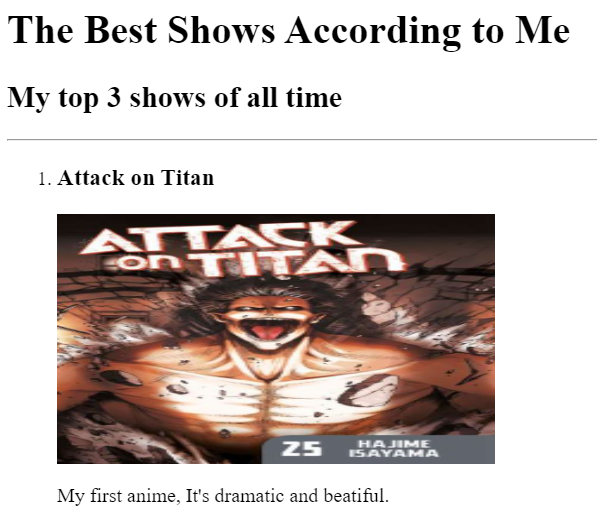 The Best Shows According to Me
My top 3 shows of all time
1. Attack on Titan
ATTACK
on TITAN
25 HAJIME
ISAYAMA
My first anime, It's dramatic and beatiful.